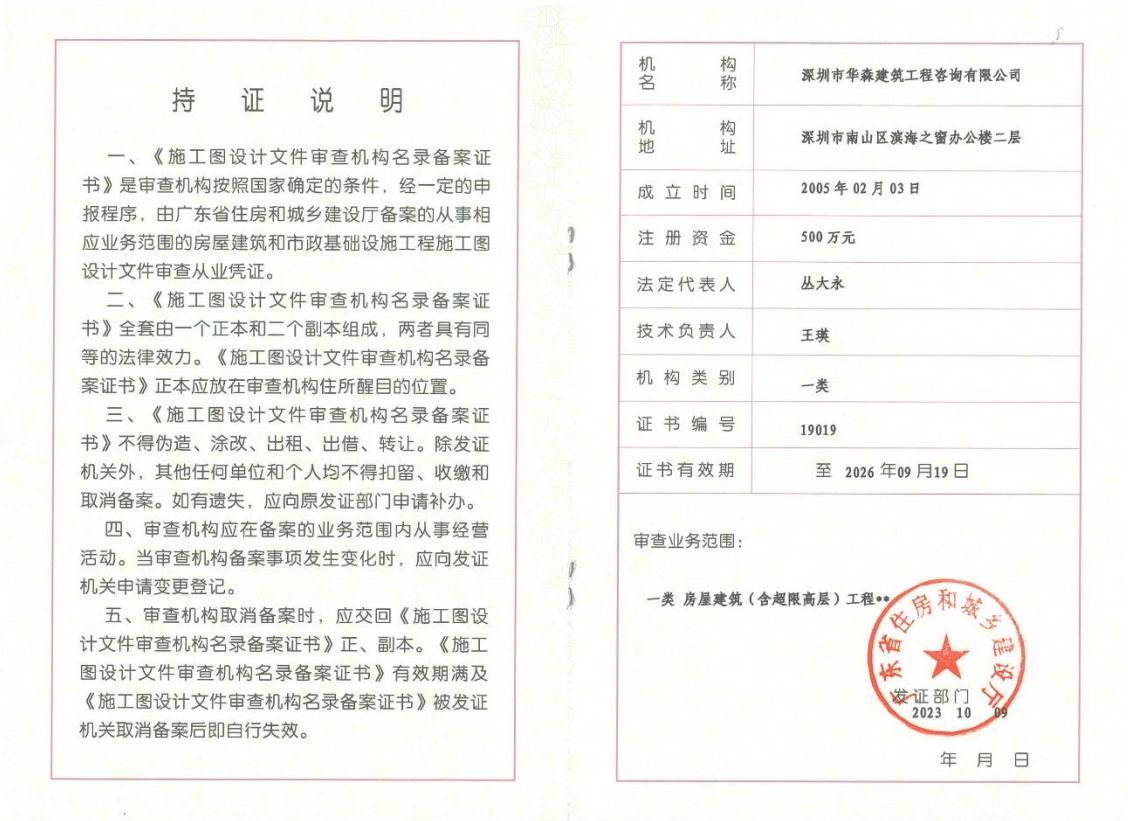 持 证 说 明
一、《施工图设计文件审查机构名录备案证
书》是审查机构按照国家确定的条件，经一定的申
报程序，由广东省住房和城乡建设厅备案的从事相
应业务范围的房屋建筑和市政基础设施工程施工图
设计文件审查从业凭证。
二、《施工图设计文件审查机构名录备案证
书》全套由一个正本和二个副本组成，两者具有同
等的法律效力。《施工图设计文件审查机构名录备
案证书》正本应放在审查机构住所醒目的位置。
三、《施工图设计文件审查机构名录备案证
书》不得伪造、涂改、出租、出借、转让。除发证
机关外，其他任何单位和个人均不得扣留、收缴和
取消备案。如有遗失，应向原发证部门申请补办。
四、审查机构应在备案的业务范围内从事经营
活动。当审查机构备案事项发生变化时，应向发证
机关申请变更登记。
五、审查机构取消备案时，应交回《施工图设
计文件审查机构名录备案证书》正、副本。《施工
图设计文件审查机构名录备案证书》有效期满及
《施工图设计文件审查机构名录备案证书》被发证
机关取消备案后即自行失效。
机构名称 深圳市华森建筑工程咨询有限公司
机构地址 深圳市南山区滨海之窗办公楼二层
成立时间 2005 年 02 月 03 日
注册资金 500 万元
法定代表人 丛大永
技术负责人 王瑛
机构类别 一类
证书编号 19019
证书有效期 至 2026 年09 月19 日
审查业务范围：
一类 房屋建筑（含超限高层）工程**
广东省住房和城乡建设厅
发证部门
2023 10 09
年 月 日